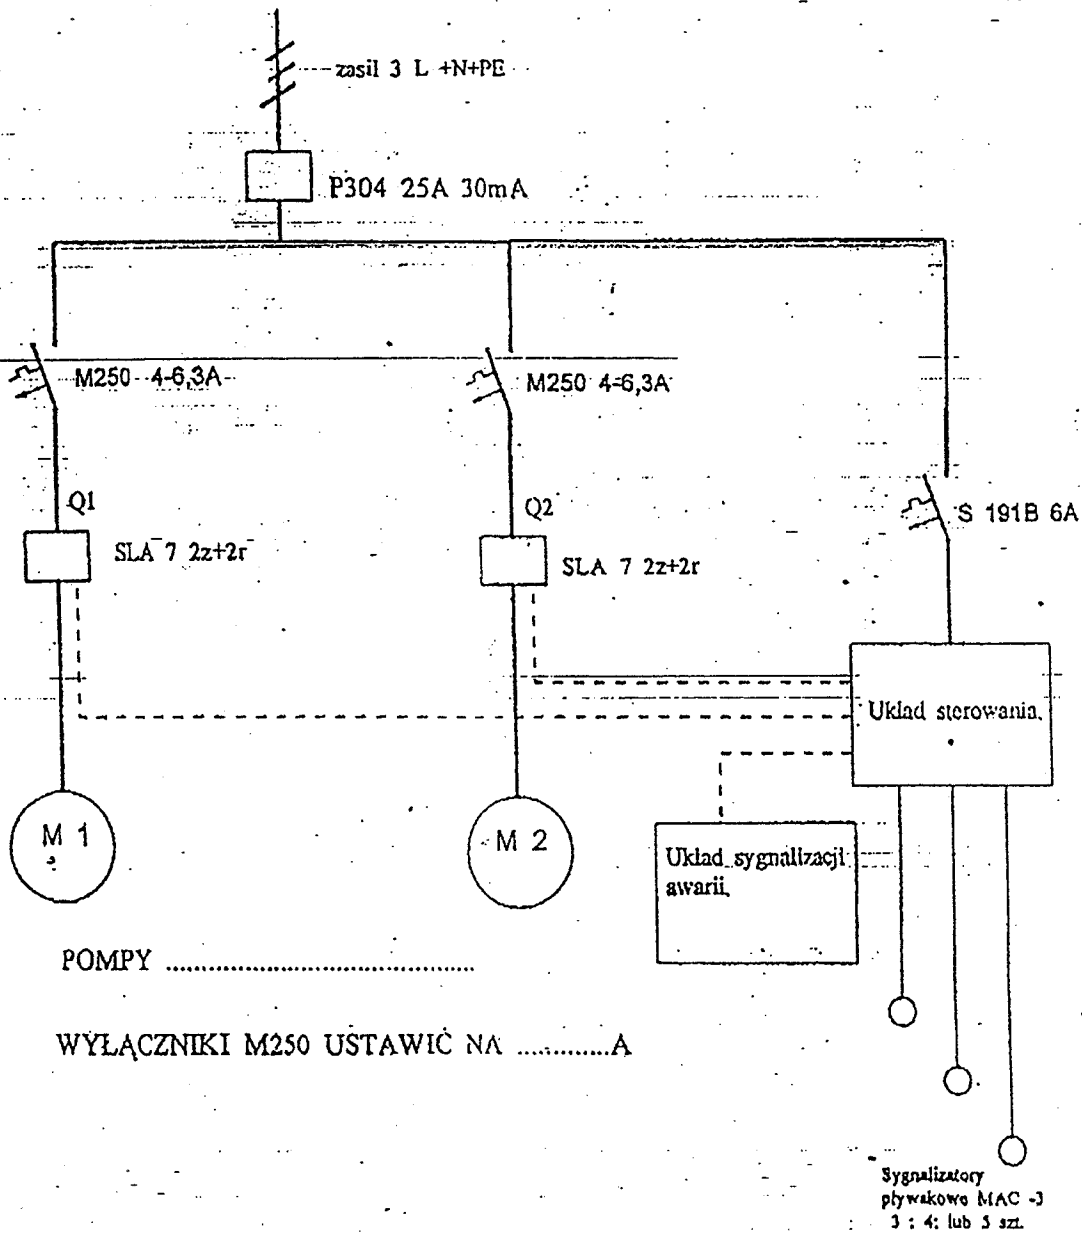 zasil 3 L +N+PE
P304 25A 30mA
M250 4-6,3A
M250 4-6,3A
Q1
Q2
S 191B 6A
SLA 7 2z+2r
SLA 7 2z+2r
Układ sterowania.
M 1
M 2
Układ sygnalizacji
awarii.
POMPY ........................................
WYŁĄCZNIKI M250 USTAWIĆ NA ............A
Sygnalizatory
pływakowe MAC -3
3 ; 4; lub 5 szt.